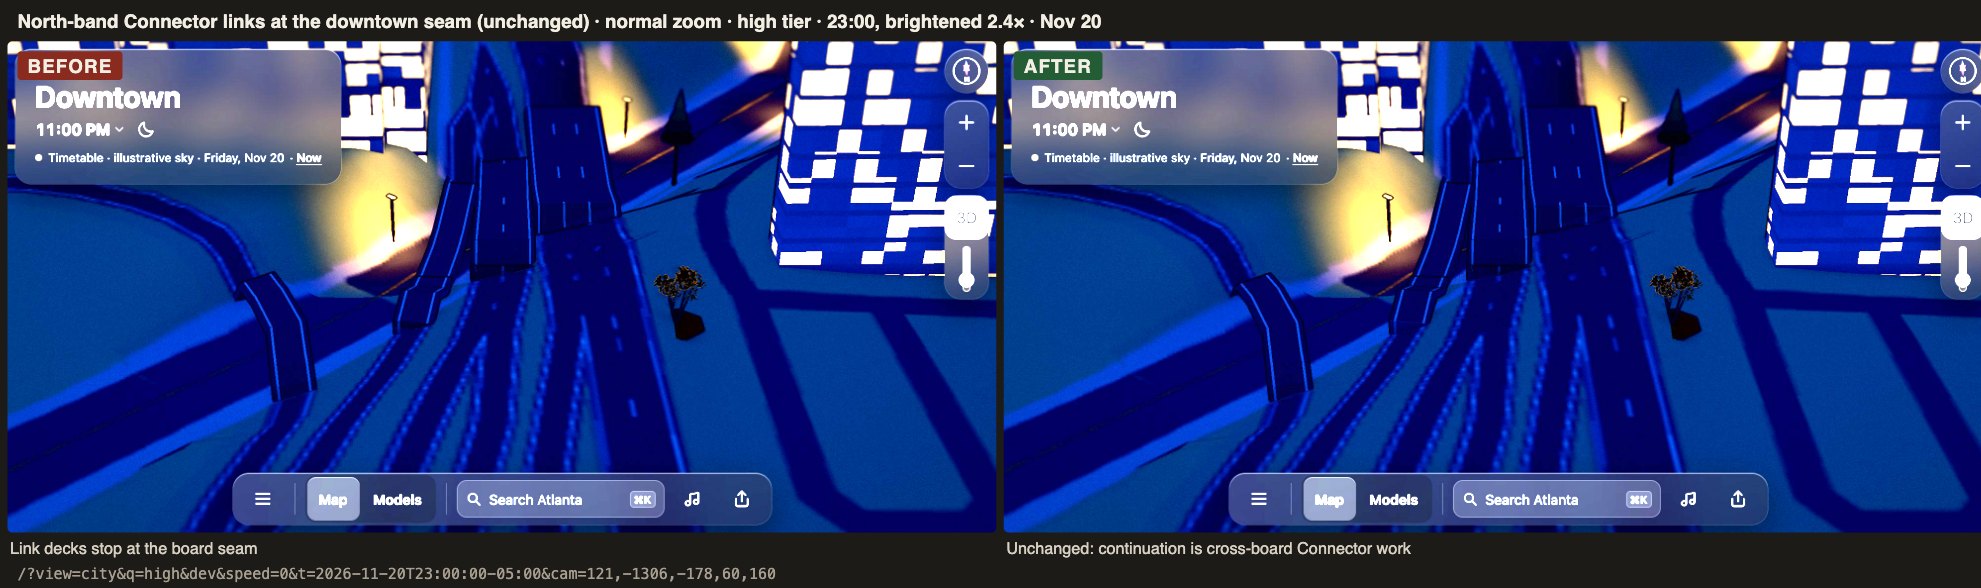 North-band Connector links at the downtown seam (unchanged) · normal zoom · high tier · 23:00, brightened 2.4× · Nov 20
BEFORE
Downtown
11:00 PM
Timetable · illustrative sky · Friday, Nov 20 · Now
3D
Map Models Search Atlanta ⌘K
Link decks stop at the board seam
AFTER
Downtown
11:00 PM
Timetable · illustrative sky · Friday, Nov 20 · Now
3D
Map Models Search Atlanta ⌘K
Unchanged: continuation is cross-board Connector work
/?view=city&q=high&dev&speed=0&t=2026-11-20T23:00:00-05:00&cam=121,-1306,-178,60,160